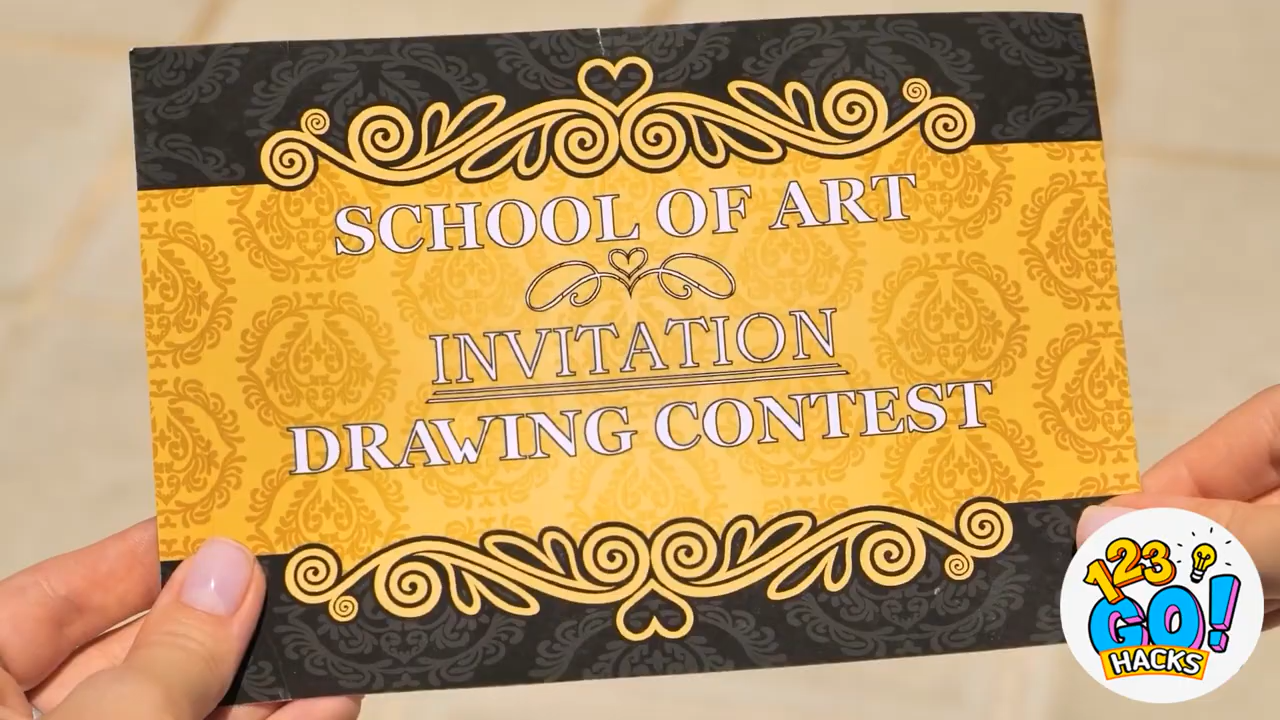 SCHOOL OF ART
INVITATION
DRAWING CONTEST
123
GO!
HACKS